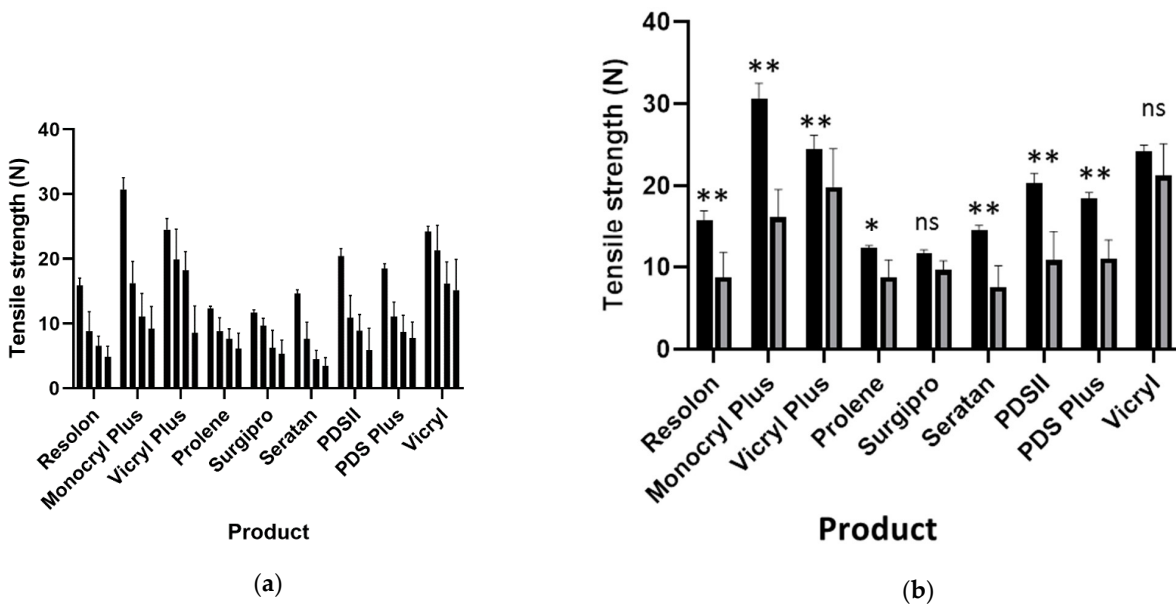 Tensile strength (N)
40
30
20
10
0
Resolon
Monocryl Plus
Vicryl Plus
Prolene
Surgipro
Seratan
PDSII
PDS Plus
Vicryl
Product
(a)
Tensile strength (N)
40
30
20
10
0
**
**
**
*
ns
**
**
**
ns
Resolon
Monocryl Plus
Vicryl Plus
Prolene
Surgipro
Seratan
PDSII
PDS Plus
Vicryl
Product
(b)